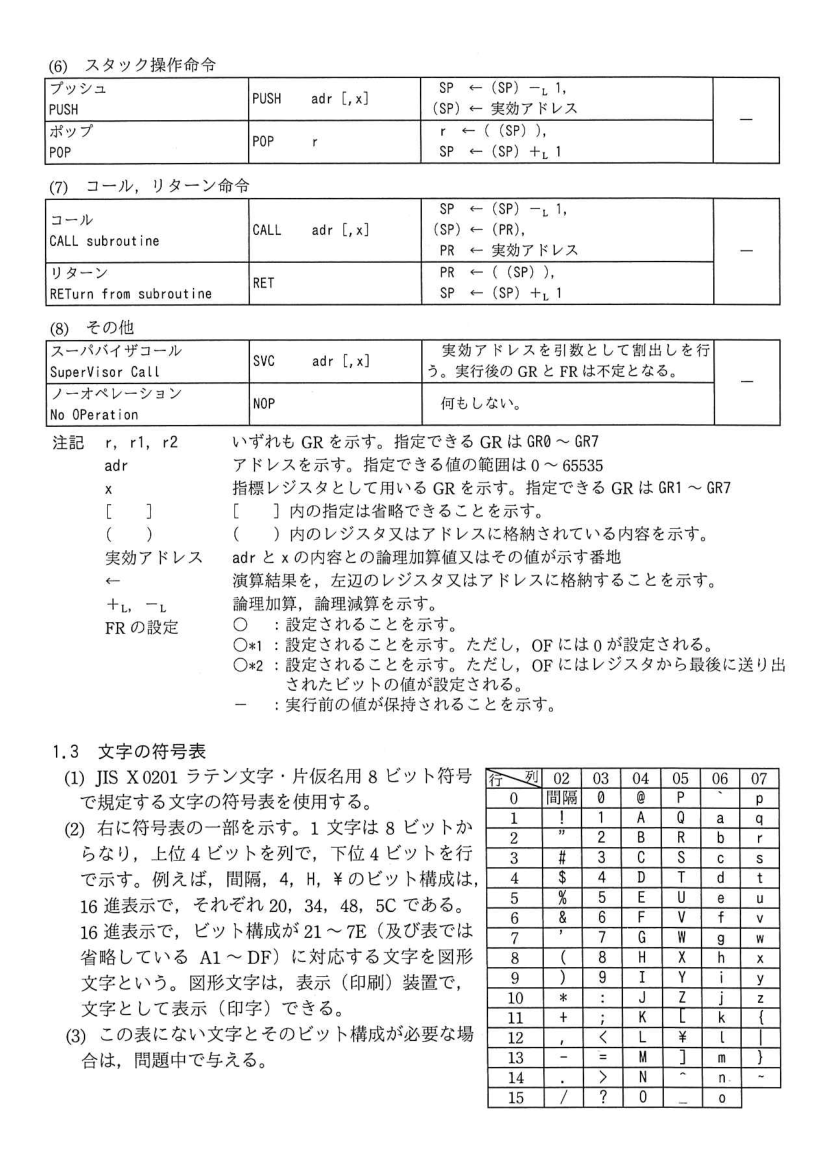 (6) スタック操作命令
プッシュ
PUSH
PUSH adr [,x]
SP ← (SP) −L 1,
(SP) ← 実効アドレス
—
ポップ
POP
POP r
r ← ( (SP) ),
SP ← (SP) +L 1
(7) コール，リターン命令
コール
CALL subroutine
CALL adr [,x]
SP ← (SP) −L 1,
(SP) ← (PR),
PR ← 実効アドレス
—
リターン
RETurn from subroutine
RET
PR ← ( (SP) ),
SP ← (SP) +L 1
(8) その他
スーパバイザコール
SuperVisor Call
SVC adr [,x]
実効アドレスを引数として割出しを行
う。実行後の GR と FR は不定となる。
—
ノーオペレーション
No OPeration
NOP
何もしない。
注記 r, r1, r2 いずれも GR を示す。指定できる GR は GR0 ～ GR7
adr アドレスを示す。指定できる値の範囲は 0 ～ 65535
x 指標レジスタとして用いる GR を示す。指定できる GR は GR1 ～ GR7
[ ] [ ] 内の指定は省略できることを示す。
( ) ( ) 内のレジスタ又はアドレスに格納されている内容を示す。
実効アドレス adr と x の内容との論理加算値又はその値が示す番地
← 演算結果を，左辺のレジスタ又はアドレスに格納することを示す。
+L, −L 論理加算，論理減算を示す。
FR の設定 ○ ：設定されることを示す。
○*1 ：設定されることを示す。ただし，OF には 0 が設定される。
○*2 ：設定されることを示す。ただし，OF にはレジスタから最後に送り出
されたビットの値が設定される。
− ：実行前の値が保持されることを示す。
1.3 文字の符号表
(1) JIS X 0201 ラテン文字・片仮名用 8 ビット符号
で規定する文字の符号表を使用する。
(2) 右に符号表の一部を示す。1 文字は 8 ビットか
らなり，上位 4 ビットを列で，下位 4 ビットを行
で示す。例えば，間隔，4，H，¥ のビット構成は，
16 進表示で，それぞれ 20，34，48，5C である。
16 進表示で，ビット構成が 21 ～ 7E（及び表では
省略している A1 ～ DF）に対応する文字を図形
文字という。図形文字は，表示（印刷）装置で，
文字として表示（印字）できる。
(3) この表にない文字とそのビット構成が必要な場
合は，問題中で与える。
行 列 02 03 04 05 06 07
0 間隔 0 @ P ` p
1 ! 1 A Q a q
2 ” 2 B R b r
3 # 3 C S c s
4 $ 4 D T d t
5 % 5 E U e u
6 & 6 F V f v
7 ’ 7 G W g w
8 ( 8 H X h x
9 ) 9 I Y i y
10 * : J Z j z
11 + ; K [ k {
12 , < L ¥ l |
13 - = M ] m }
14 . > N ^ n ~
15 / ? O _ o